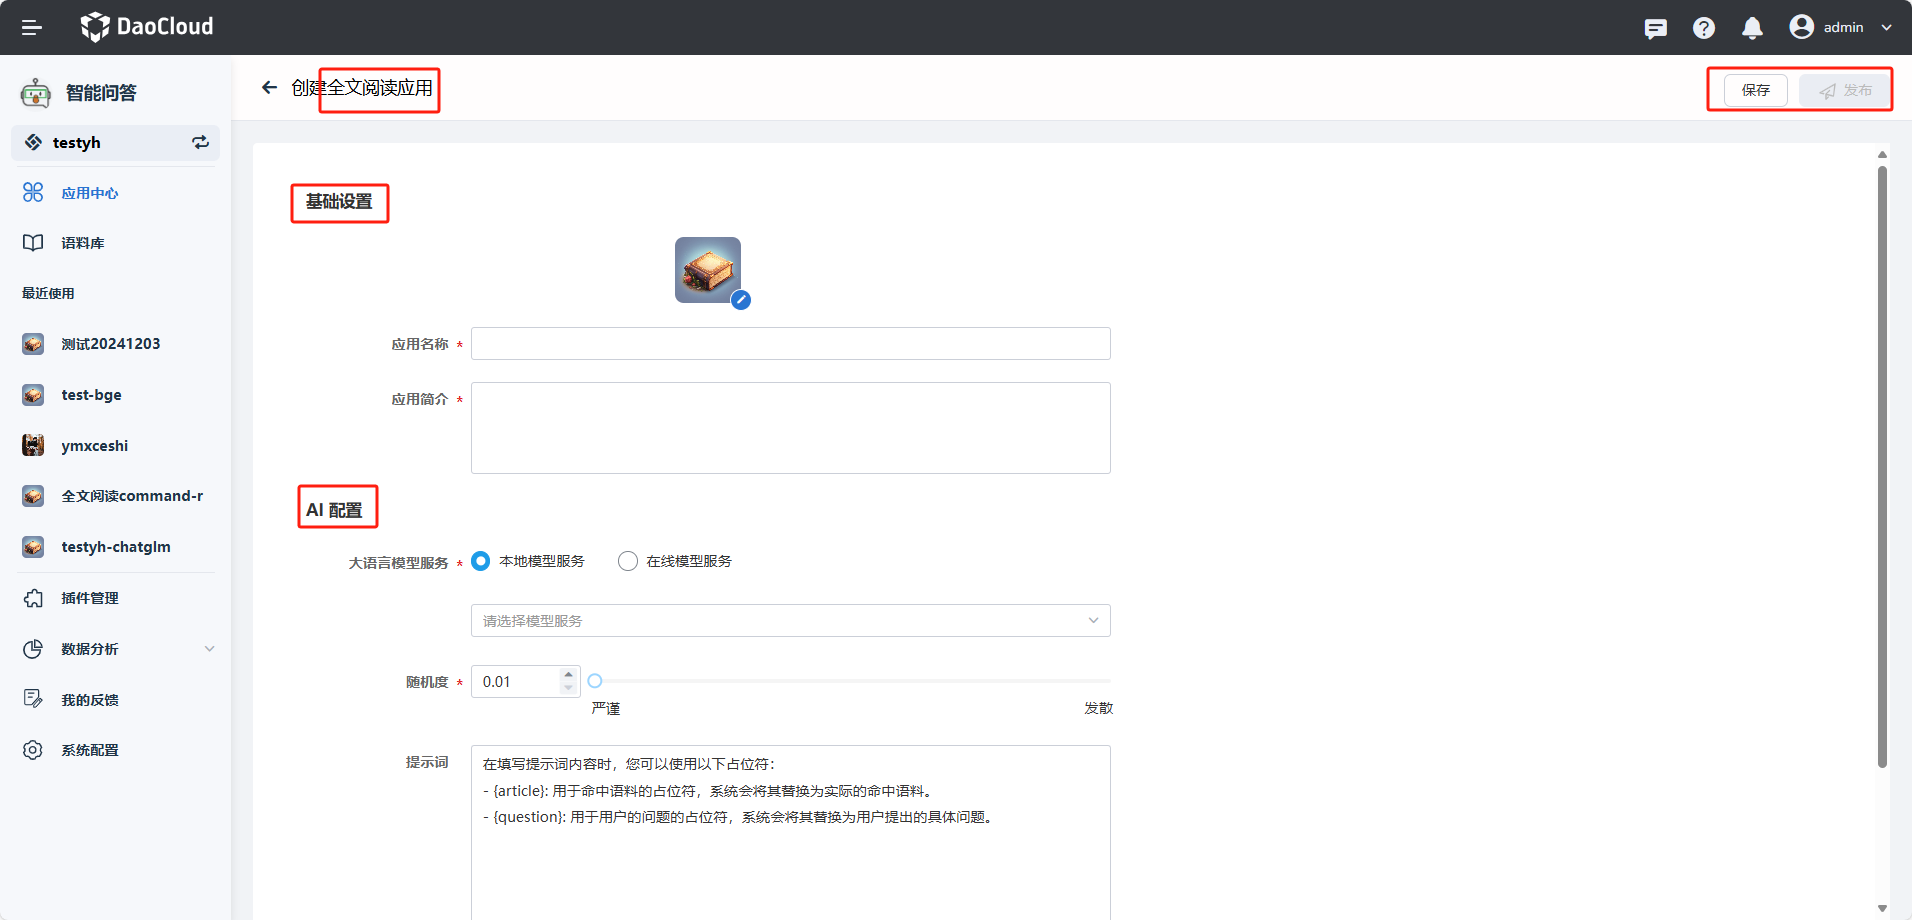 DaoCloud
admin
智能问答
testyh
应用中心
语料库
最近使用
测试20241203
test-bge
ymxceshi
全文阅读command-r
testyh-chatglm
插件管理
数据分析
我的反馈
系统配置
创建全文阅读应用
保存
发布
基础设置
应用名称 *
应用简介 *
AI 配置
大语言模型服务 * 本地模型服务 在线模型服务
请选择模型服务
随机度 * 0.01
严谨 发散
提示词
在填写提示词内容时，您可以使用以下占位符：
- {article}: 用于命中语料的占位符，系统会将其替换为实际的命中语料。
- {question}: 用于用户的问题的占位符，系统会将其替换为用户提出的具体问题。